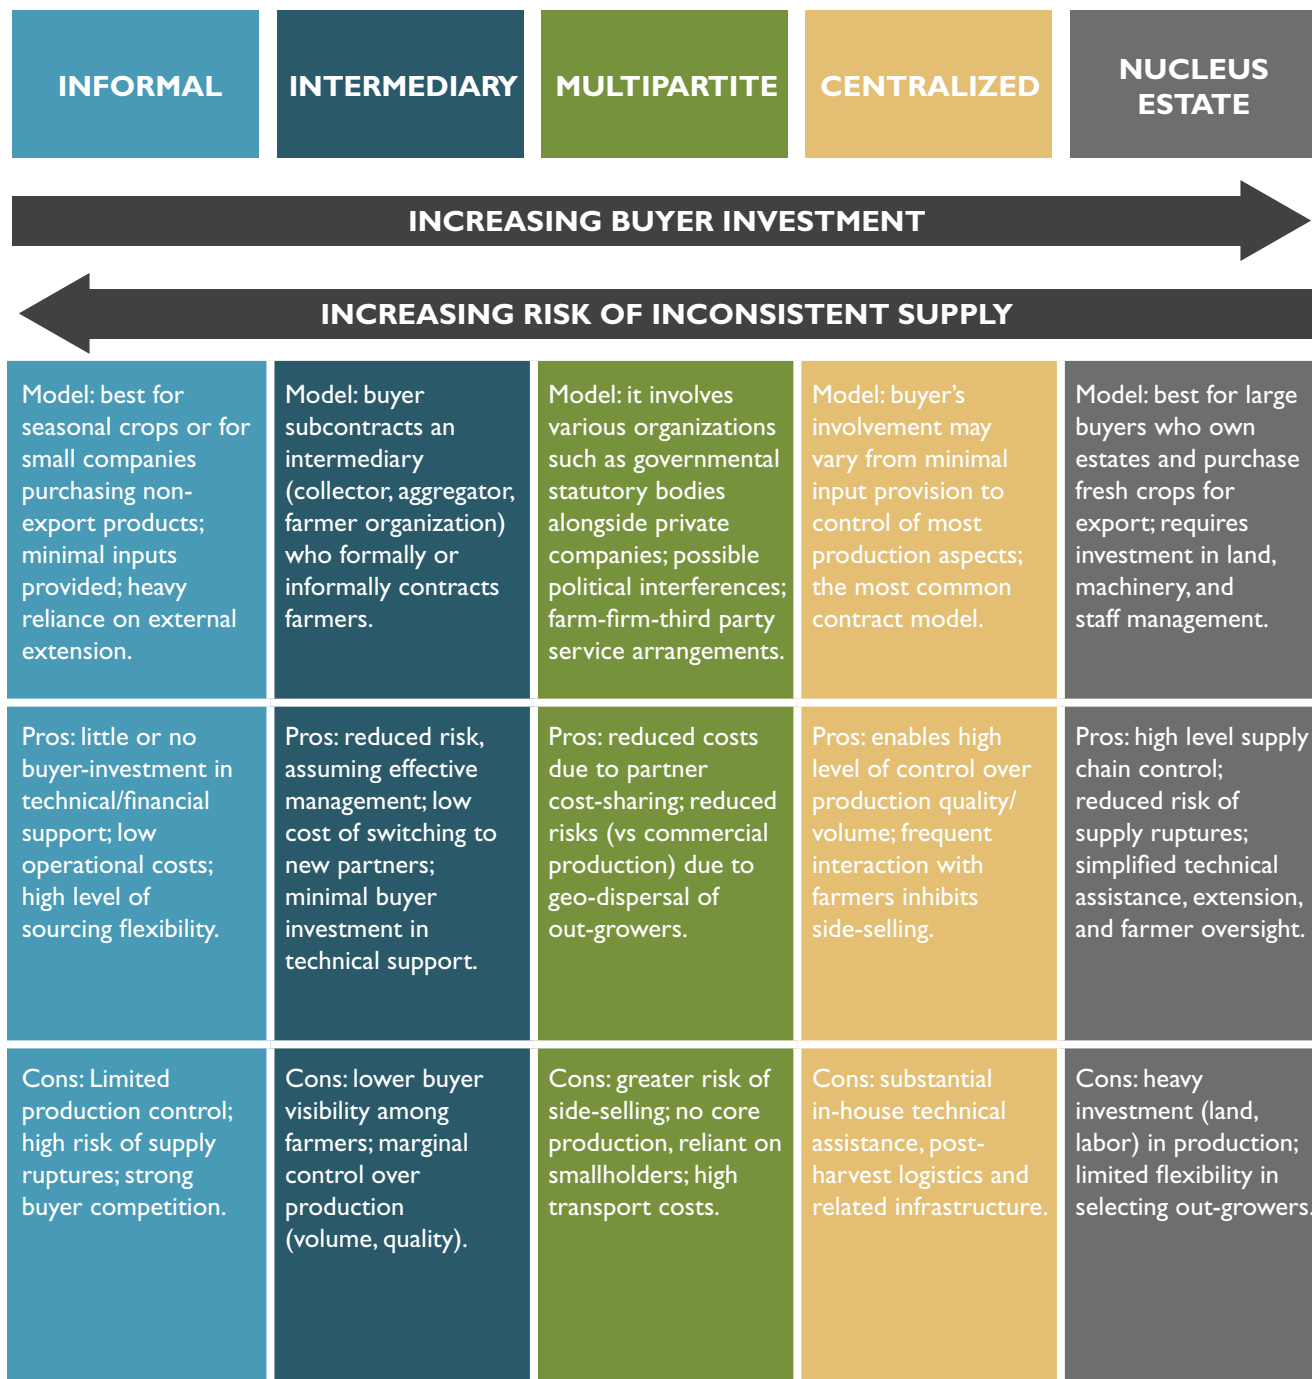 INFORMAL
INTERMEDIARY
MULTIPARTITE
CENTRALIZED
NUCLEUS
ESTATE
INCREASING BUYER INVESTMENT
INCREASING RISK OF INCONSISTENT SUPPLY
Model: best for
seasonal crops or for
small companies
purchasing non-
export products;
minimal inputs
provided; heavy
reliance on external
extension.
Model: buyer
subcontracts an
intermediary
(collector, aggregator,
farmer organization)
who formally or
informally contracts
farmers.
Model: it involves
various organizations
such as governmental
statutory bodies
alongside private
companies; possible
political interferences;
farm-firm-third party
service arrangements.
Model: buyer’s
involvement may
vary from minimal
input provision to
control of most
production aspects;
the most common
contract model.
Model: best for large
buyers who own
estates and purchase
fresh crops for
export; requires
investment in land,
machinery, and
staff management.
Pros: little or no
buyer-investment in
technical/financial
support; low
operational costs;
high level of
sourcing flexibility.
Pros: reduced risk,
assuming effective
management; low
cost of switching to
new partners;
minimal buyer
investment in
technical support.
Pros: reduced costs
due to partner
cost-sharing; reduced
risks (vs commercial
production) due to
geo-dispersal of
out-growers.
Pros: enables high
level of control over
production quality/
volume; frequent
interaction with
farmers inhibits
side-selling.
Pros: high level supply
chain control;
reduced risk of
supply ruptures;
simplified technical
assistance, extension,
and farmer oversight.
Cons: Limited
production control;
high risk of supply
ruptures; strong
buyer competition.
Cons: lower buyer
visibility among
farmers; marginal
control over
production
(volume, quality).
Cons: greater risk of
side-selling; no core
production, reliant on
smallholders; high
transport costs.
Cons: substantial
in-house technical
assistance, post-
harvest logistics and
related infrastructure.
Cons: heavy
investment (land,
labor) in production;
limited flexibility in
selecting out-growers.